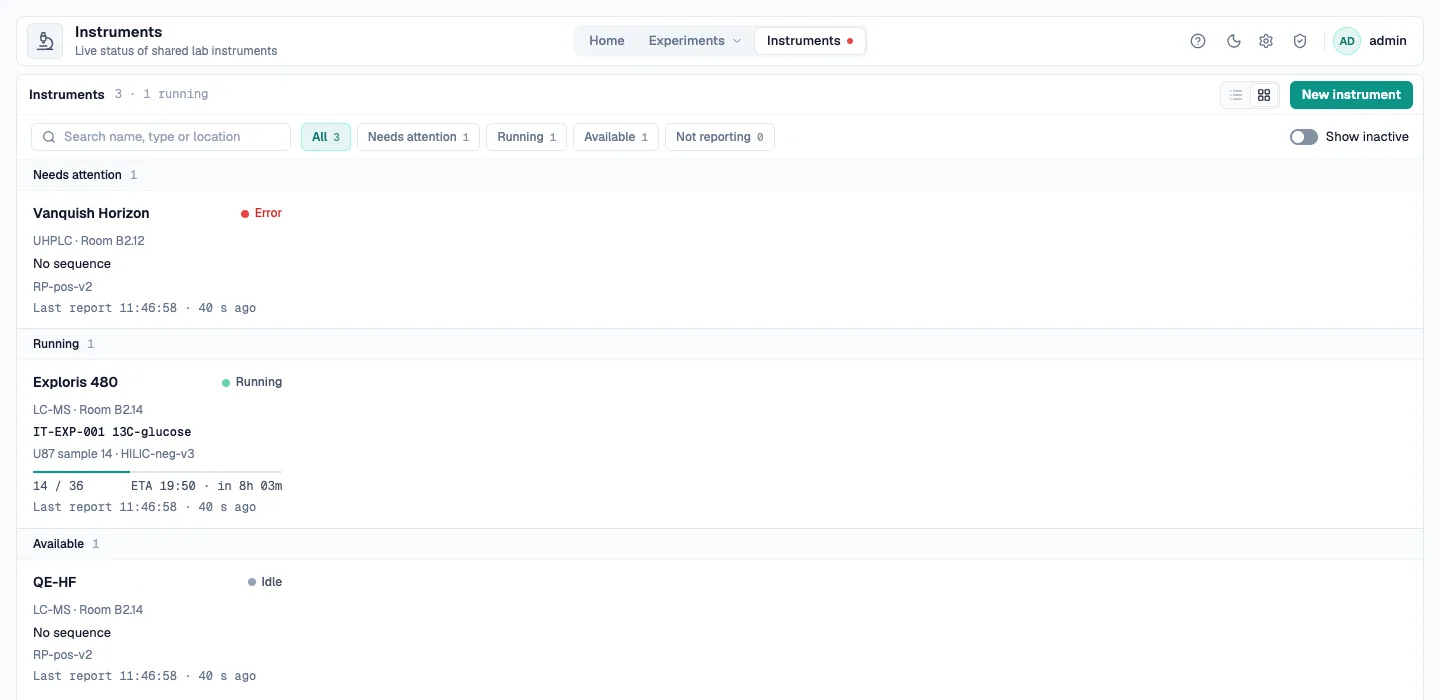 Instruments
Live status of shared lab instruments
Home
Experiments
Instruments
AD
admin
Instruments 3 · 1 running
New instrument
Search name, type or location
All 3
Needs attention 1
Running 1
Available 1
Not reporting 0
Show inactive
Needs attention 1
Vanquish Horizon
Error
UHPLC · Room B2.12
No sequence
RP-pos-v2
Last report 11:46:58 · 40 s ago
Running 1
Exploris 480
Running
LC-MS · Room B2.14
IT-EXP-001 13C-glucose
U87 sample 14 · HILIC-neg-v3
14 / 36
ETA 19:50 · in 8h 03m
Last report 11:46:58 · 40 s ago
Available 1
QE-HF
Idle
LC-MS · Room B2.14
No sequence
RP-pos-v2
Last report 11:46:58 · 40 s ago